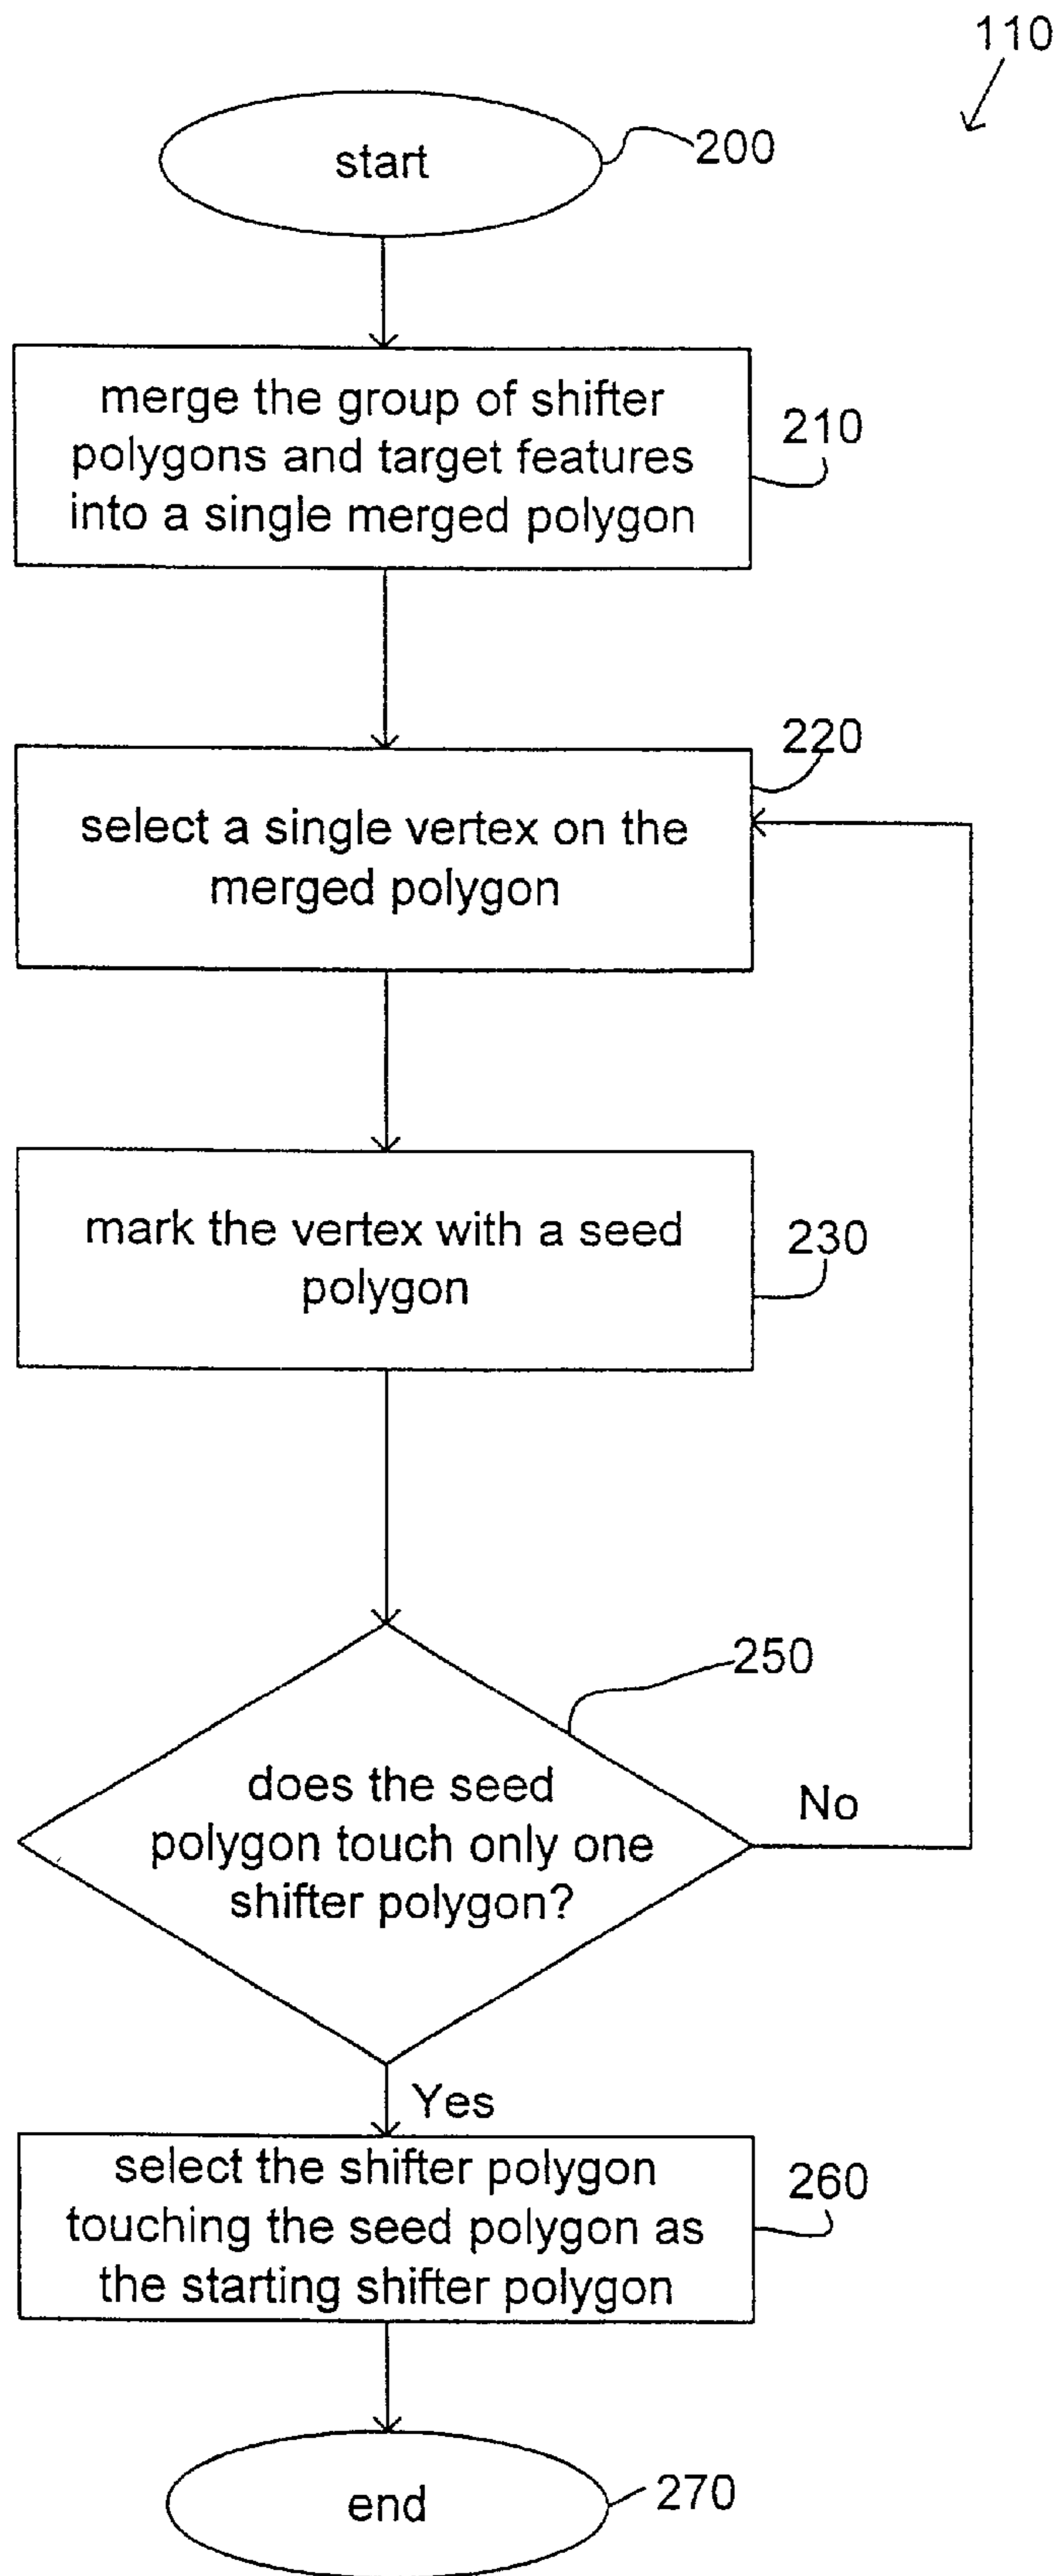 110
start
200
merge the group of shifter
polygons and target features
into a single merged polygon
210
220
select a single vertex on the
merged polygon
mark the vertex with a seed
polygon
230
250
does the seed
polygon touch only one
shifter polygon?
No
Yes
select the shifter polygon
touching the seed polygon as
the starting shifter polygon
260
end
270